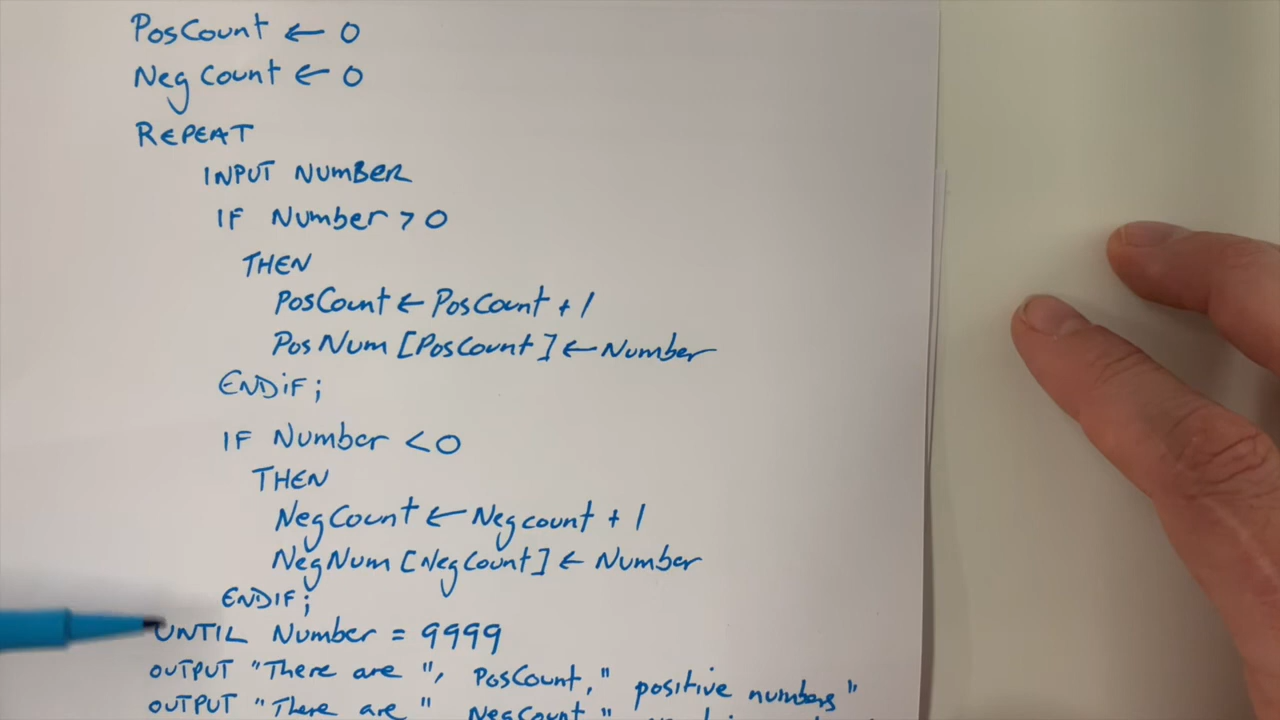 PosCount ← 0
NegCount ← 0
REPEAT
INPUT NUMBER
IF Number > 0
THEN
PosCount ← PosCount + 1
PosNum [PosCount] ← Number
ENDIF;
IF Number < 0
THEN
NegCount ← Negcount + 1
NegNum [NegCount] ← Number
ENDIF;
UNTIL Number = 9999
OUTPUT "There are ", PosCount, " positive numbers"
OUTPUT "There are " NegCount "